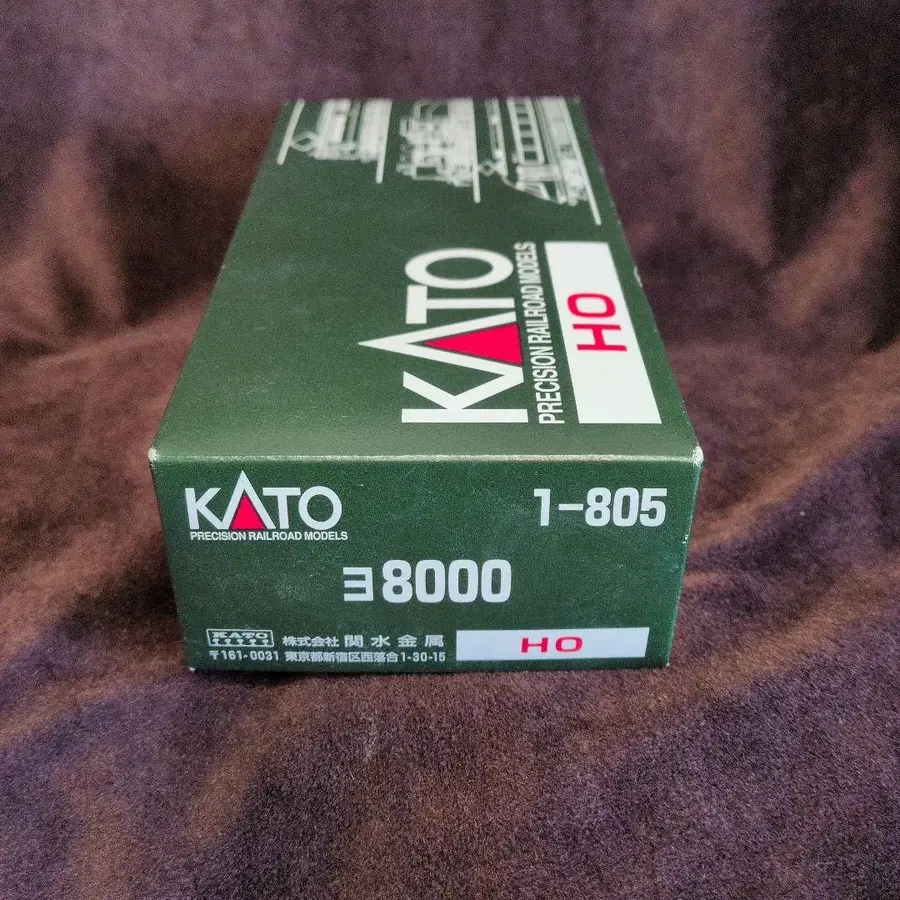 KATO
PRECISION RAILROAD MODELS
HO
KATO
PRECISION RAILROAD MODELS
1-805
ヨ8000
KATO
株式会社 関水金属
〒161-0031 東京都新宿区西落合1-30-15
HO